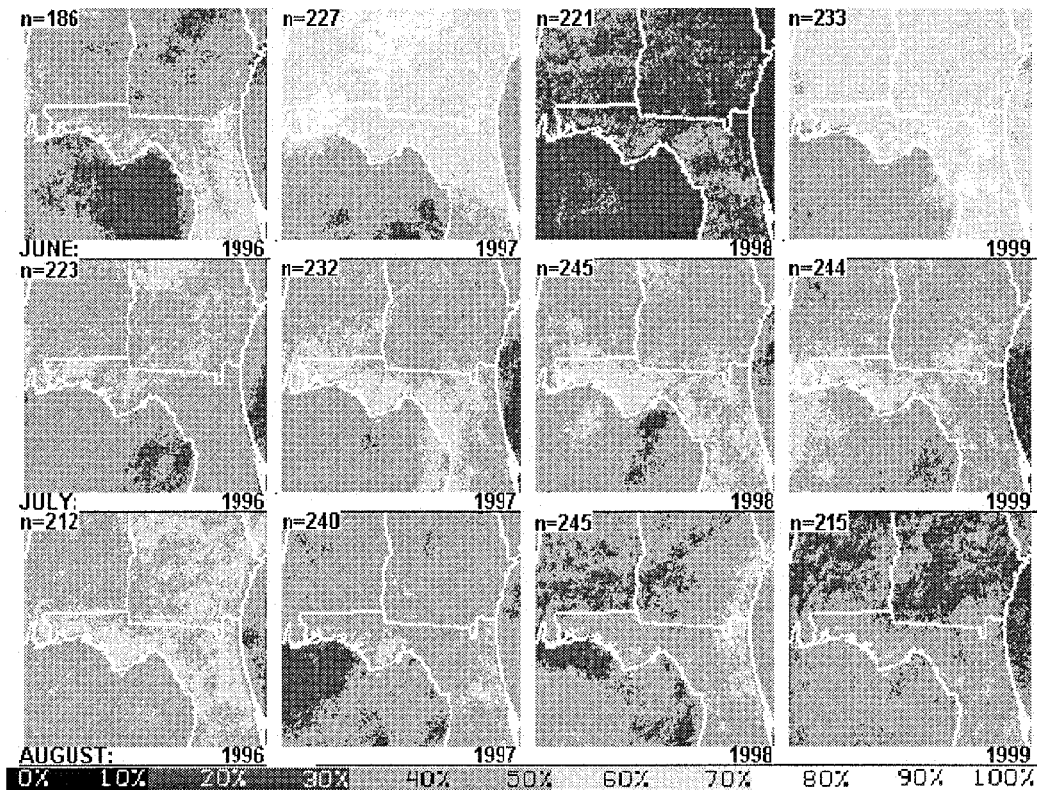 n=186 n=227 n=221 n=233
JUNE: 1996 1997 1998 1999
n=223 n=232 n=245 n=244
JULY: 1996 1997 1998 1999
n=212 n=240 n=245 n=215
AUGUST: 1996 1997 1998 1999
0% 10% 20% 30% 40% 50% 60% 70% 80% 90% 100%